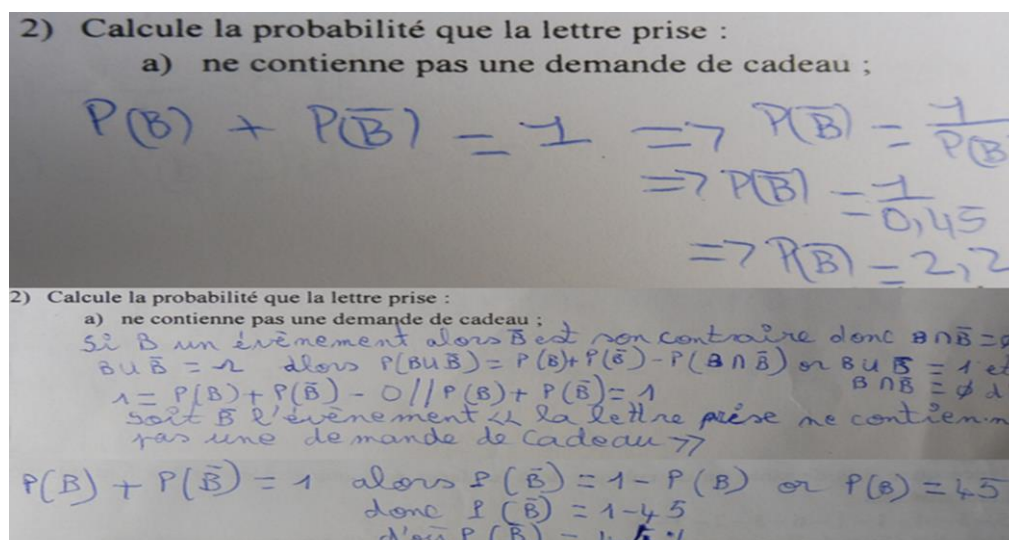 2) Calcule la probabilité que la lettre prise :
a) ne contienne pas une demande de cadeau ;
P(B) + P(B̄) = 1 => P(B̄) = 1/P(B
=> P(B̄) = 1/0,45
=> P(B̄) = 2,2
2) Calcule la probabilité que la lettre prise :
a) ne contienne pas une demande de cadeau ;
Si B un évènement alors B̄ est son contraire donc B∩B̄ = ∅
B∪B̄ = Ω alors P(B∪B̄) = P(B) + P(B̄) - P(B∩B̄) or B∪B̄ = 1 et
B∩B̄ = ∅ d
1 = P(B) + P(B̄) - 0 // P(B) + P(B̄) = 1
Soit B̄ l'évènement << la lettre prise ne contienn
pas une demande de cadeau >>
P(B) + P(B̄) = 1 alors P(B̄) = 1 - P(B) or P(B) = 45
donc P(B̄) = 1-45
d'où P(B̄) =